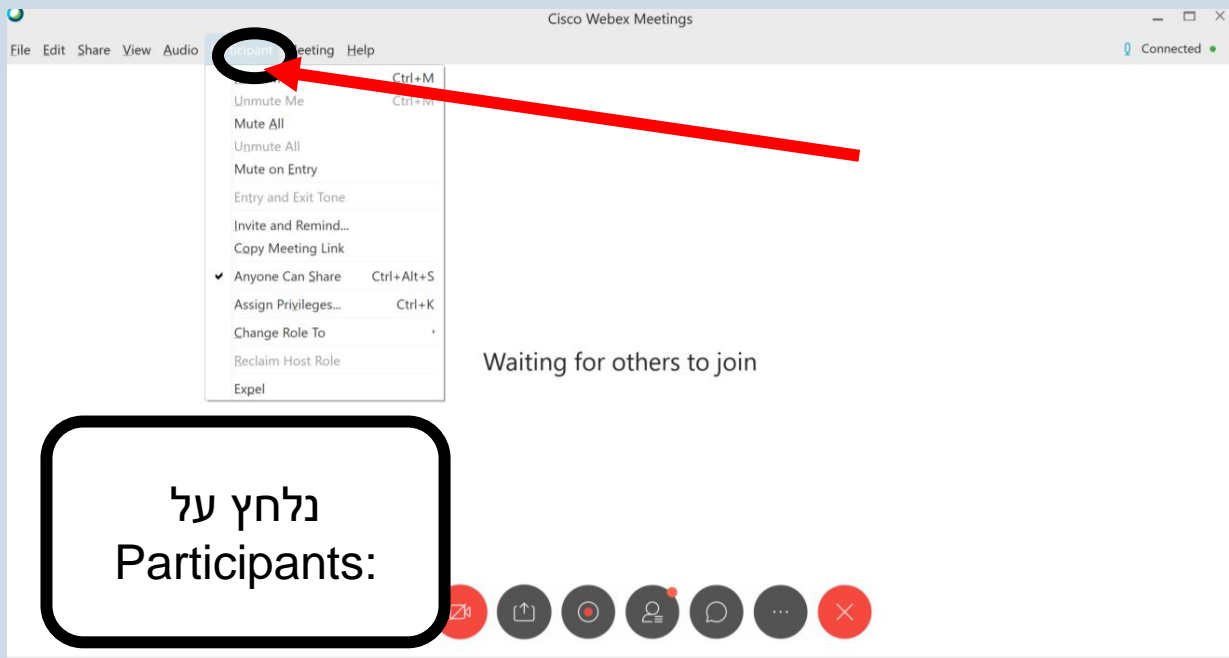 Cisco Webex Meetings
File Edit Share View Audio Meeting Help
Connected
Ctrl+M
Unmute Me Ctrl+M
Mute All
Unmute All
Mute on Entry
Entry and Exit Tone
Invite and Remind...
Copy Meeting Link
Anyone Can Share Ctrl+Alt+S
Assign Privileges... Ctrl+K
Change Role To
Reclaim Host Role
Expel
Waiting for others to join
נלחץ על
Participants: